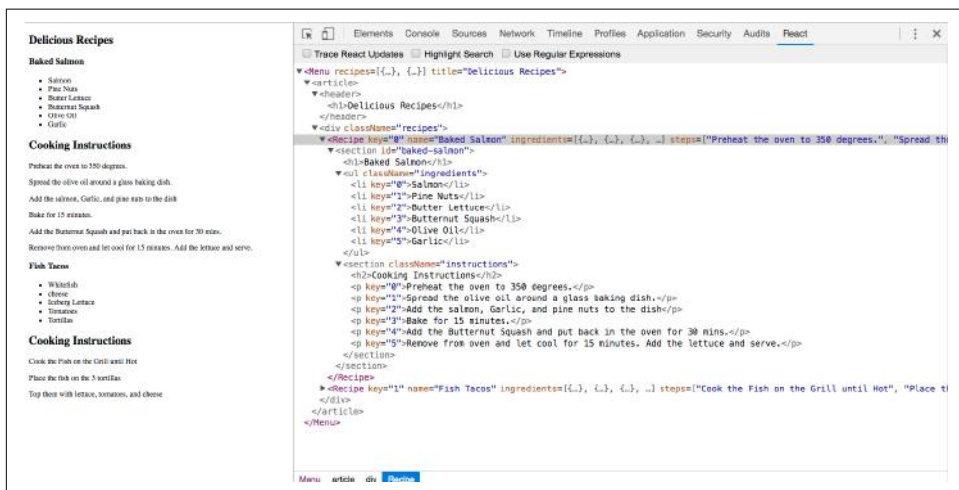 Delicious Recipes
Baked Salmon
Salmon
Pine Nuts
Butter Lettuce
Butternut Squash
Olive Oil
Garlic
Cooking Instructions
Preheat the oven to 350 degrees.
Spread the olive oil around a glass baking dish.
Add the salmon, Garlic, and pine nuts to the dish
Bake for 15 minutes.
Add the Butternut Squash and put back in the oven for 30 mins.
Remove from oven and let cool for 15 minutes. Add the lettuce and serve.
Fish Tacos
Whitefish
cheese
Iceberg Lettuce
Tomatoes
Tortillas
Cooking Instructions
Cook the Fish on the Grill until Hot
Place the fish on the 3 tortillas
Top them with lettuce, tomatoes, and cheese
Elements Console Sources Network Timeline Profiles Application Security Audits React
Trace React Updates Highlight Search Use Regular Expressions
<Menu recipes=[{…}, {…}] title="Delicious Recipes">
<article>
<header>
<h1>Delicious Recipes</h1>
</header>
<div className="recipes">
<Recipe key="0" name="Baked Salmon" ingredients=[{…}, {…}, {…}, …] steps=["Preheat the oven to 350 degrees.", "Spread the
<section id="baked-salmon">
<h1>Baked Salmon</h1>
<ul className="ingredients">
<li key="0">Salmon</li>
<li key="1">Pine Nuts</li>
<li key="2">Butter Lettuce</li>
<li key="3">Butternut Squash</li>
<li key="4">Olive Oil</li>
<li key="5">Garlic</li>
</ul>
<section className="instructions">
<h2>Cooking Instructions</h2>
<p key="0">Preheat the oven to 350 degrees.</p>
<p key="1">Spread the olive oil around a glass baking dish.</p>
<p key="2">Add the salmon, Garlic, and pine nuts to the dish</p>
<p key="3">Bake for 15 minutes.</p>
<p key="4">Add the Butternut Squash and put back in the oven for 30 mins.</p>
<p key="5">Remove from oven and let cool for 15 minutes. Add the lettuce and serve.</p>
</section>
</section>
</Recipe>
<Recipe key="1" name="Fish Tacos" ingredients=[{…}, {…}, {…}, …] steps=["Cook the Fish on the Grill until Hot", "Place t
</div>
</article>
</Menu>
Menu article div Recipe